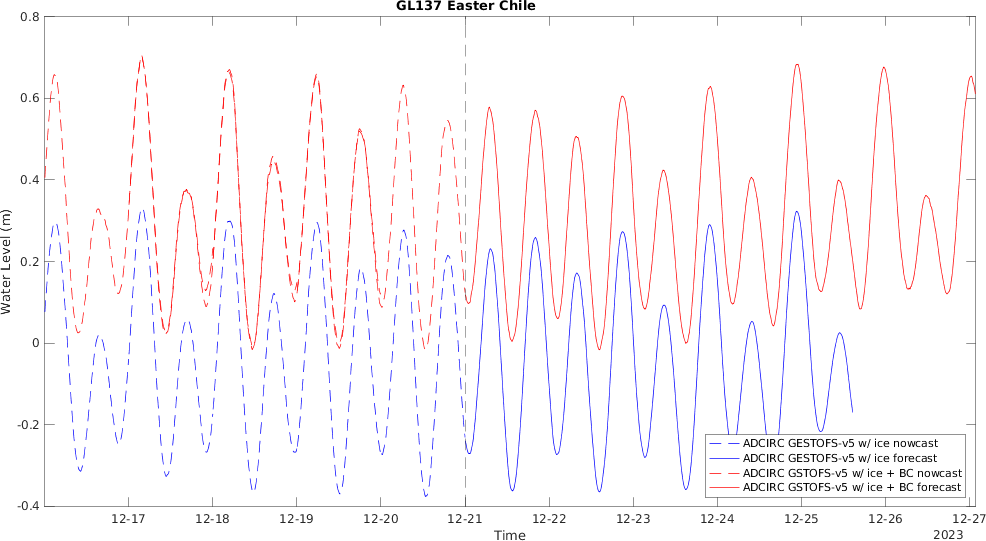 GL137 Easter Chile
Water Level (m)
0.8
0.6
0.4
0.2
0
-0.2
-0.4
12-17
12-18
12-19
12-20
12-21
12-22
12-23
12-24
12-25
12-26
12-27
Time
2023
ADCIRC GESTOFS-v5 w/ ice nowcast
ADCIRC GESTOFS-v5 w/ ice forecast
ADCIRC GSTOFS-v5 w/ ice + BC nowcast
ADCIRC GSTOFS-v5 w/ ice + BC forecast